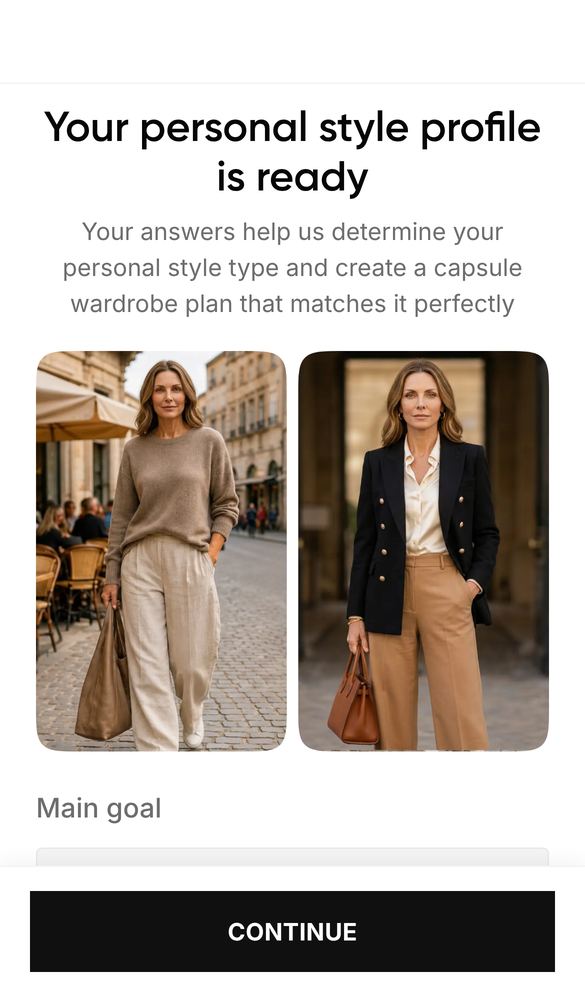 Your personal style profile
is ready
Your answers help us determine your
personal style type and create a capsule
wardrobe plan that matches it perfectly
Main goal
CONTINUE